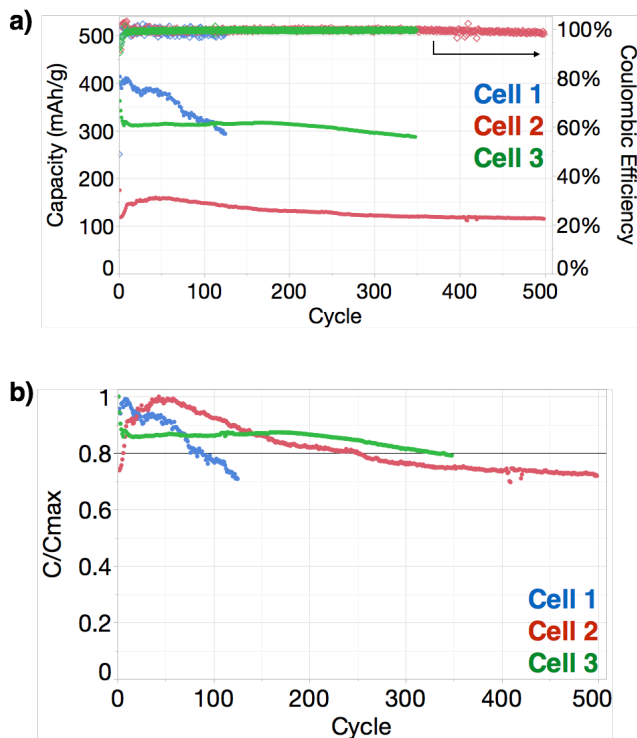 a)
500
400
300
200
100
0
Capacity (mAh/g)
100%
80%
60%
40%
20%
0%
Coulombic Efficiency
Cell 1
Cell 2
Cell 3
0 100 200 300 400 500
Cycle
b)
1
0.8
0.6
0.4
0.2
0
C/Cmax
Cell 1
Cell 2
Cell 3
0 100 200 300 400 500
Cycle